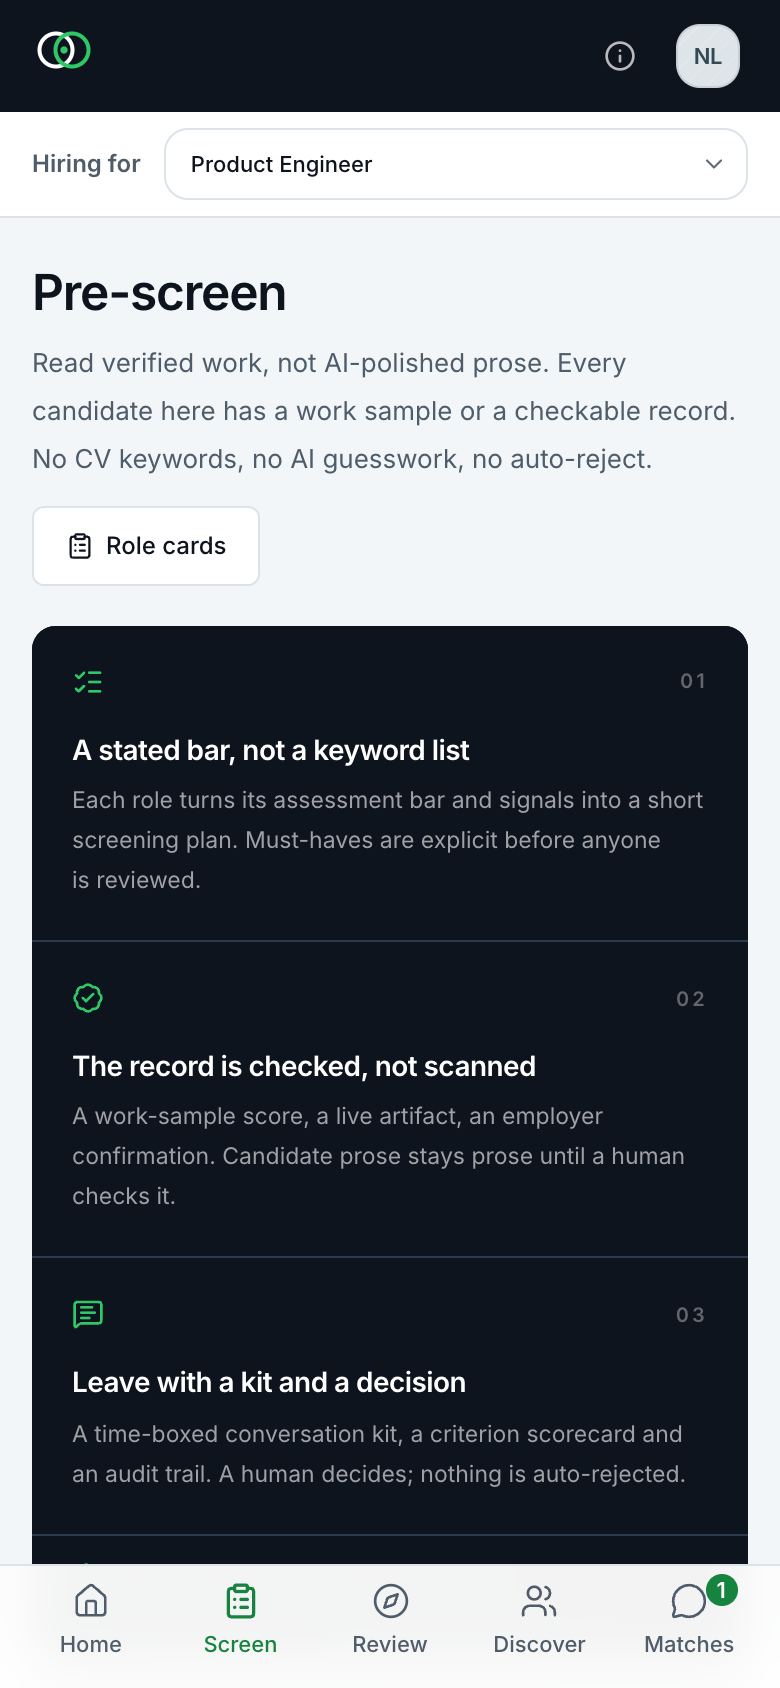 NL
Hiring for
Product Engineer
Pre-screen
Read verified work, not AI-polished prose. Every
candidate here has a work sample or a checkable record.
No CV keywords, no AI guesswork, no auto-reject.
Role cards
01
A stated bar, not a keyword list
Each role turns its assessment bar and signals into a short
screening plan. Must-haves are explicit before anyone
is reviewed.
02
The record is checked, not scanned
A work-sample score, a live artifact, an employer
confirmation. Candidate prose stays prose until a human
checks it.
03
Leave with a kit and a decision
A time-boxed conversation kit, a criterion scorecard and
an audit trail. A human decides; nothing is auto-rejected.
1
Home
Screen
Review
Discover
Matches